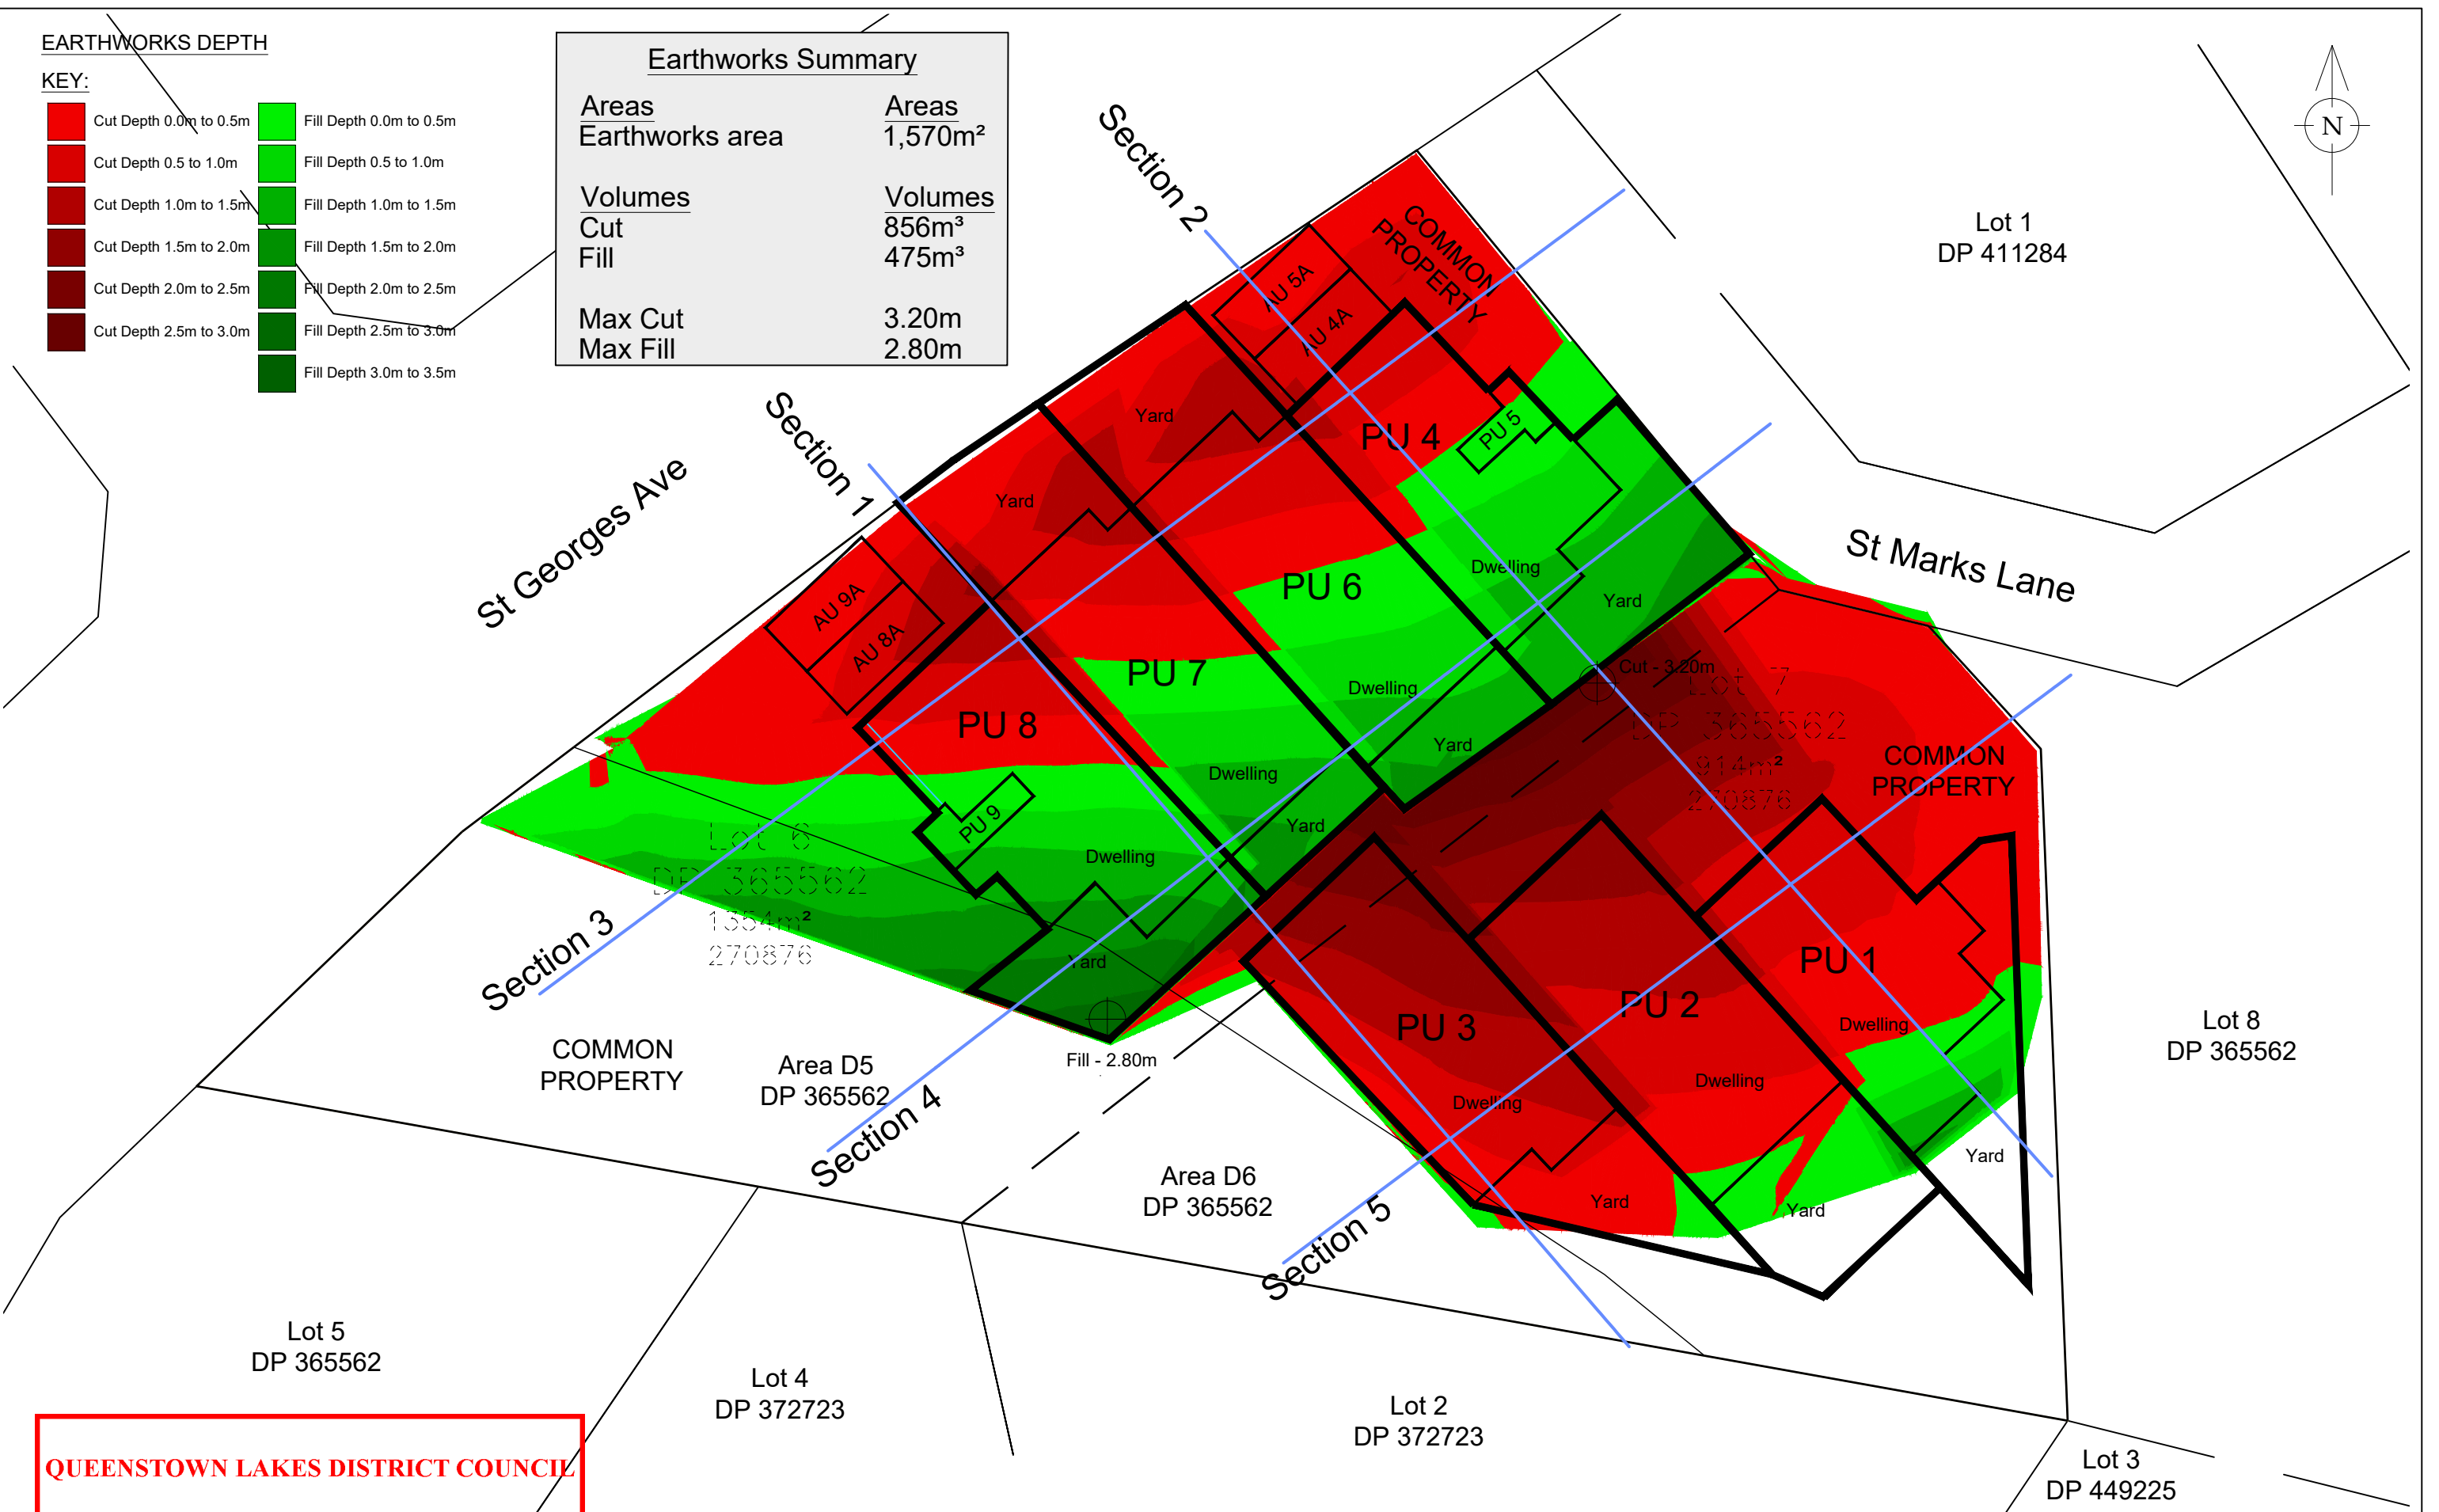 EARTHWORKS DEPTH
KEY:
Cut Depth 0.0m to 0.5m
Cut Depth 0.5 to 1.0m
Cut Depth 1.0m to 1.5m
Cut Depth 1.5m to 2.0m
Cut Depth 2.0m to 2.5m
Cut Depth 2.5m to 3.0m
Fill Depth 0.0m to 0.5m
Fill Depth 0.5 to 1.0m
Fill Depth 1.0m to 1.5m
Fill Depth 1.5m to 2.0m
Fill Depth 2.0m to 2.5m
Fill Depth 2.5m to 3.0m
Fill Depth 3.0m to 3.5m
Earthworks Summary
Areas Areas
Earthworks area 1,570m²
Volumes Volumes
Cut 856m³
Fill 475m³
Max Cut 3.20m
Max Fill 2.80m
N
Lot 1
DP 411284
Section 2
COMMON
PROPERTY
AU 5A
AU 4A
Yard
PU 4
PU 5
Section 1
Yard
St Georges Ave
St Marks Lane
Dwelling
PU 6
Yard
AU 9A
AU 8A
PU 7
Dwelling
Cut - 3.20m
Lot 7
DP 365562
914m²
270876
PU 8
Yard
COMMON
PROPERTY
Dwelling
PU 9
Yard
Lot 6
DP 365562
1354m²
270876
Dwelling
Section 3
Yard
PU 1
PU 2
PU 3
Dwelling
Lot 8
DP 365562
COMMON
PROPERTY
Area D5
DP 365562
Fill - 2.80m
Dwelling
Dwelling
Section 4
Yard
Area D6
DP 365562
Yard
Yard
Section 5
Lot 5
DP 365562
Lot 4
DP 372723
Lot 2
DP 372723
Lot 3
DP 449225
QUEENSTOWN LAKES DISTRICT COUNCIL